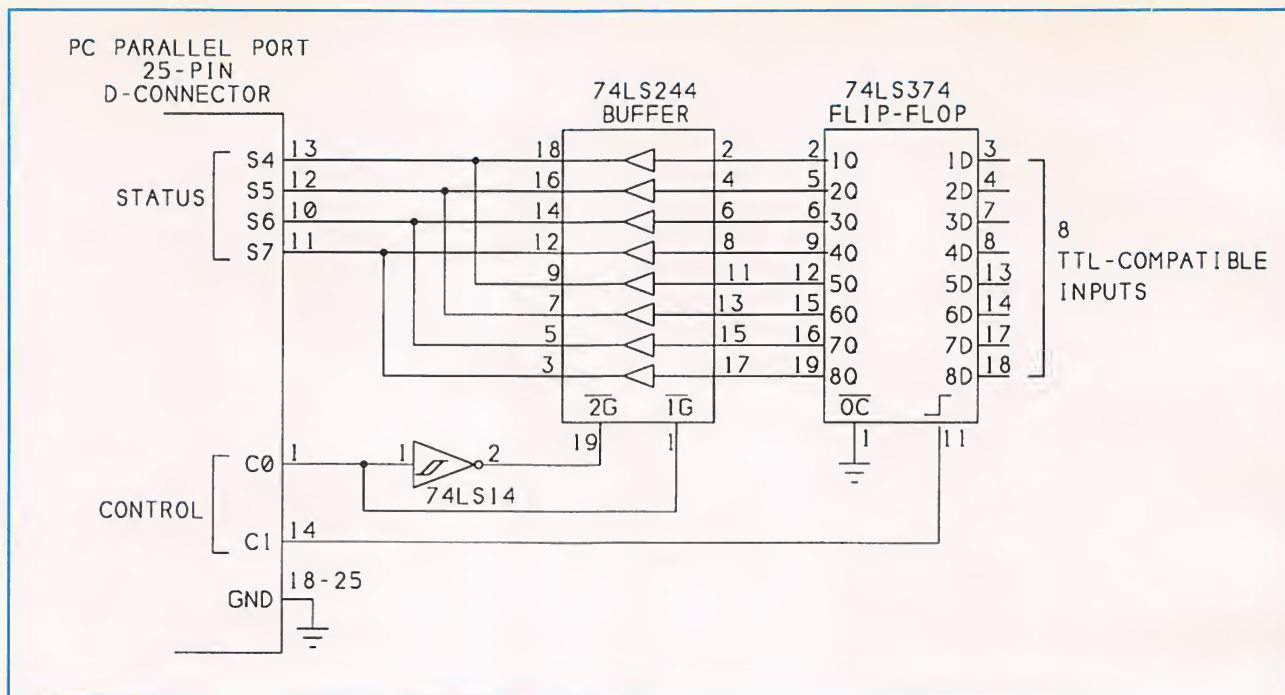 PC PARALLEL PORT
25-PIN
D-CONNECTOR
74LS244
BUFFER
74LS374
FLIP-FLOP
STATUS
S4 13 18 2 2 1Q 1D 3
S5 12 16 4 5 2Q 2D 4
S6 10 14 6 6 3Q 3D 7
S7 11 12 8 9 4Q 4D 8
9 11 12 5Q 5D 13
7 13 15 6Q 6D 14
5 15 16 7Q 7D 17
3 17 19 8Q 8D 18
8
TTL-COMPATIBLE
INPUTS
2G 1G OC
19 1 1 11
CONTROL
C0 1 1 2
74LS14
C1 14
GND 18-25